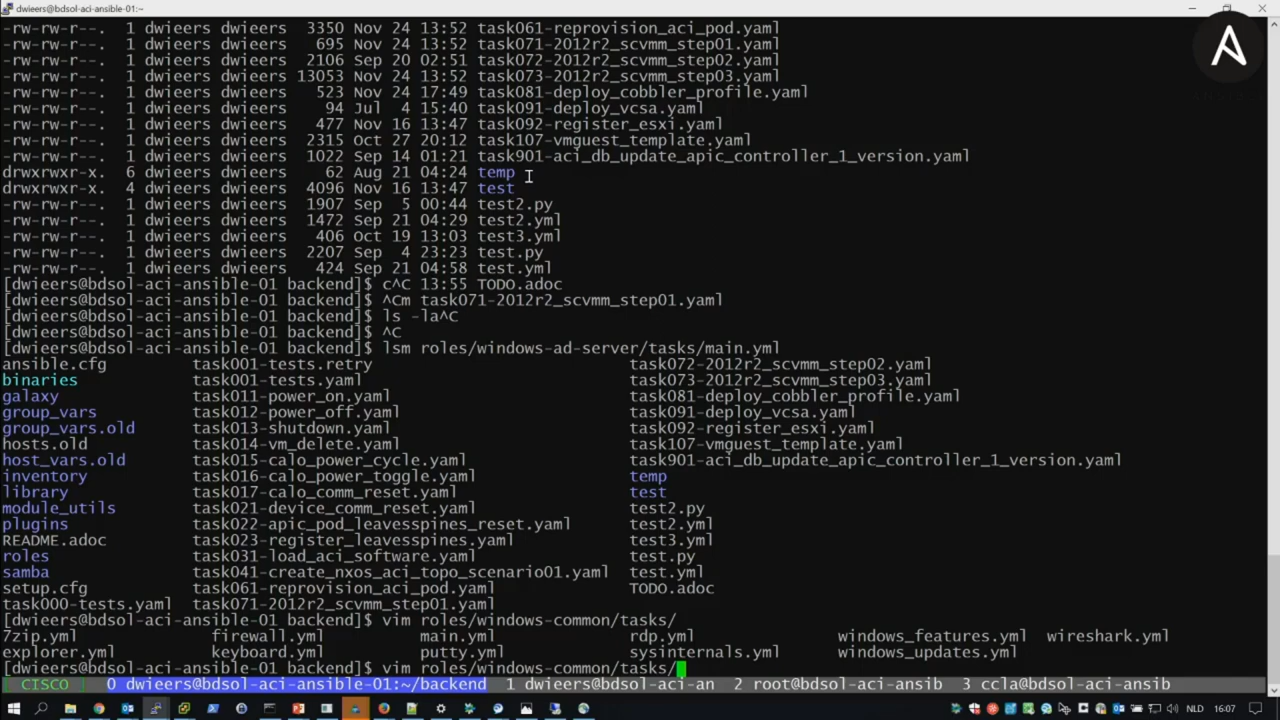 dwieers@bdsol-aci-ansible-01:~
-rw-rw-r--. 1 dwieers dwieers 3350 Nov 24 13:52 task061-reprovision_aci_pod.yaml
-rw-rw-r--. 1 dwieers dwieers 695 Nov 24 13:52 task071-2012r2_scvmm_step01.yaml
-rw-rw-r--. 1 dwieers dwieers 2106 Sep 20 02:51 task072-2012r2_scvmm_step02.yaml
-rw-rw-r--. 1 dwieers dwieers 13053 Nov 24 13:52 task073-2012r2_scvmm_step03.yaml
-rw-rw-r--. 1 dwieers dwieers 523 Nov 24 17:49 task081-deploy_cobbler_profile.yaml
-rw-rw-r--. 1 dwieers dwieers 94 Jul 4 15:40 task091-deploy_vcsa.yaml
-rw-rw-r--. 1 dwieers dwieers 477 Nov 16 13:47 task092-register_esxi.yaml
-rw-rw-r--. 1 dwieers dwieers 2315 Oct 27 20:12 task107-vmguest_template.yaml
-rw-rw-r--. 1 dwieers dwieers 1022 Sep 14 01:21 task901-aci_db_update_apic_controller_1_version.yaml
drwxrwxr-x. 6 dwieers dwieers 62 Aug 21 04:24 temp
drwxrwxr-x. 4 dwieers dwieers 4096 Nov 16 13:47 test
-rw-rw-r--. 1 dwieers dwieers 1907 Sep 5 00:44 test2.py
-rw-rw-r--. 1 dwieers dwieers 1472 Sep 21 04:29 test2.yml
-rw-rw-r--. 1 dwieers dwieers 406 Oct 19 13:03 test3.yml
-rw-rw-r--. 1 dwieers dwieers 2207 Sep 4 23:23 test.py
-rw-rw-r--. 1 dwieers dwieers 424 Sep 21 04:58 test.yml
[dwieers@bdsol-aci-ansible-01 backend]$ c^C 13:55 TODO.adoc
[dwieers@bdsol-aci-ansible-01 backend]$ ^Cm task071-2012r2_scvmm_step01.yaml
[dwieers@bdsol-aci-ansible-01 backend]$ ls -la^C
[dwieers@bdsol-aci-ansible-01 backend]$ ^C
[dwieers@bdsol-aci-ansible-01 backend]$ lsm roles/windows-ad-server/tasks/main.yml
ansible.cfg task001-tests.retry task072-2012r2_scvmm_step02.yaml
binaries task001-tests.yaml task073-2012r2_scvmm_step03.yaml
galaxy task011-power_on.yaml task081-deploy_cobbler_profile.yaml
group_vars task012-power_off.yaml task091-deploy_vcsa.yaml
group_vars.old task013-shutdown.yaml task092-register_esxi.yaml
hosts.old task014-vm_delete.yaml task107-vmguest_template.yaml
host_vars.old task015-calo_power_cycle.yaml task901-aci_db_update_apic_controller_1_version.yaml
inventory task016-calo_power_toggle.yaml temp
library task017-calo_comm_reset.yaml test
module_utils task021-device_comm_reset.yaml test2.py
plugins task022-apic_pod_leavesspines_reset.yaml test2.yml
README.adoc task023-register_leavesspines.yaml test3.yml
roles task031-load_aci_software.yaml test.py
samba task041-create_nxos_aci_topo_scenario01.yaml test.yml
setup.cfg task061-reprovision_aci_pod.yaml TODO.adoc
task000-tests.yaml task071-2012r2_scvmm_step01.yaml
[dwieers@bdsol-aci-ansible-01 backend]$ vim roles/windows-common/tasks/
7zip.yml firewall.yml main.yml rdp.yml windows_features.yml wireshark.yml
explorer.yml keyboard.yml putty.yml sysinternals.yml windows_updates.yml
[dwieers@bdsol-aci-ansible-01 backend]$ vim roles/windows-common/tasks/
[ CISCO ] 0 dwieers@bdsol-aci-ansible-01:~/backend 1 dwieers@bdsol-aci-an 2 root@bdsol-aci-ansib 3 ccla@bdsol-aci-ansib
NLD 16:07